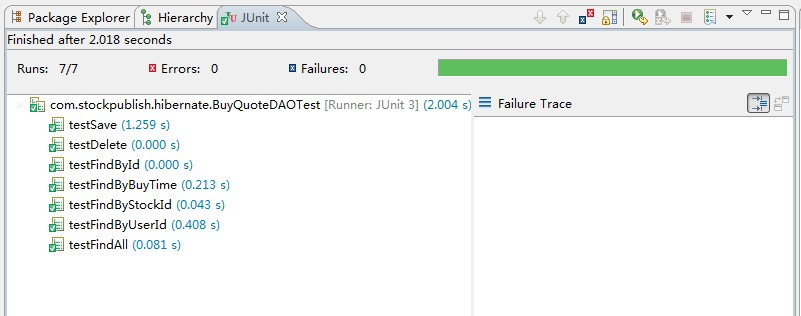 Package Explorer Hierarchy JUnit
Finished after 2.018 seconds
Runs: 7/7 Errors: 0 Failures: 0
com.stockpublish.hibernate.BuyQuoteDAOTest [Runner: JUnit 3] (2.004 s)
Failure Trace
testSave (1.259 s)
testDelete (0.000 s)
testFindById (0.000 s)
testFindByBuyTime (0.213 s)
testFindByStockId (0.043 s)
testFindByUserId (0.408 s)
testFindAll (0.081 s)